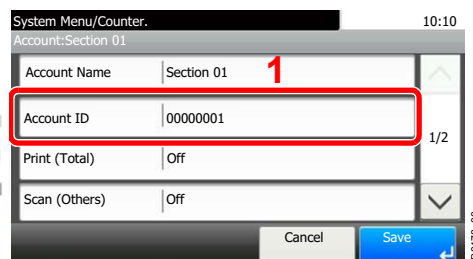 System Menu/Counter.
10:10
Account:Section 01
Account Name Section 01
1
Account ID 00000001
1/2
Print (Total) Off
Scan (Others) Off
Cancel Save